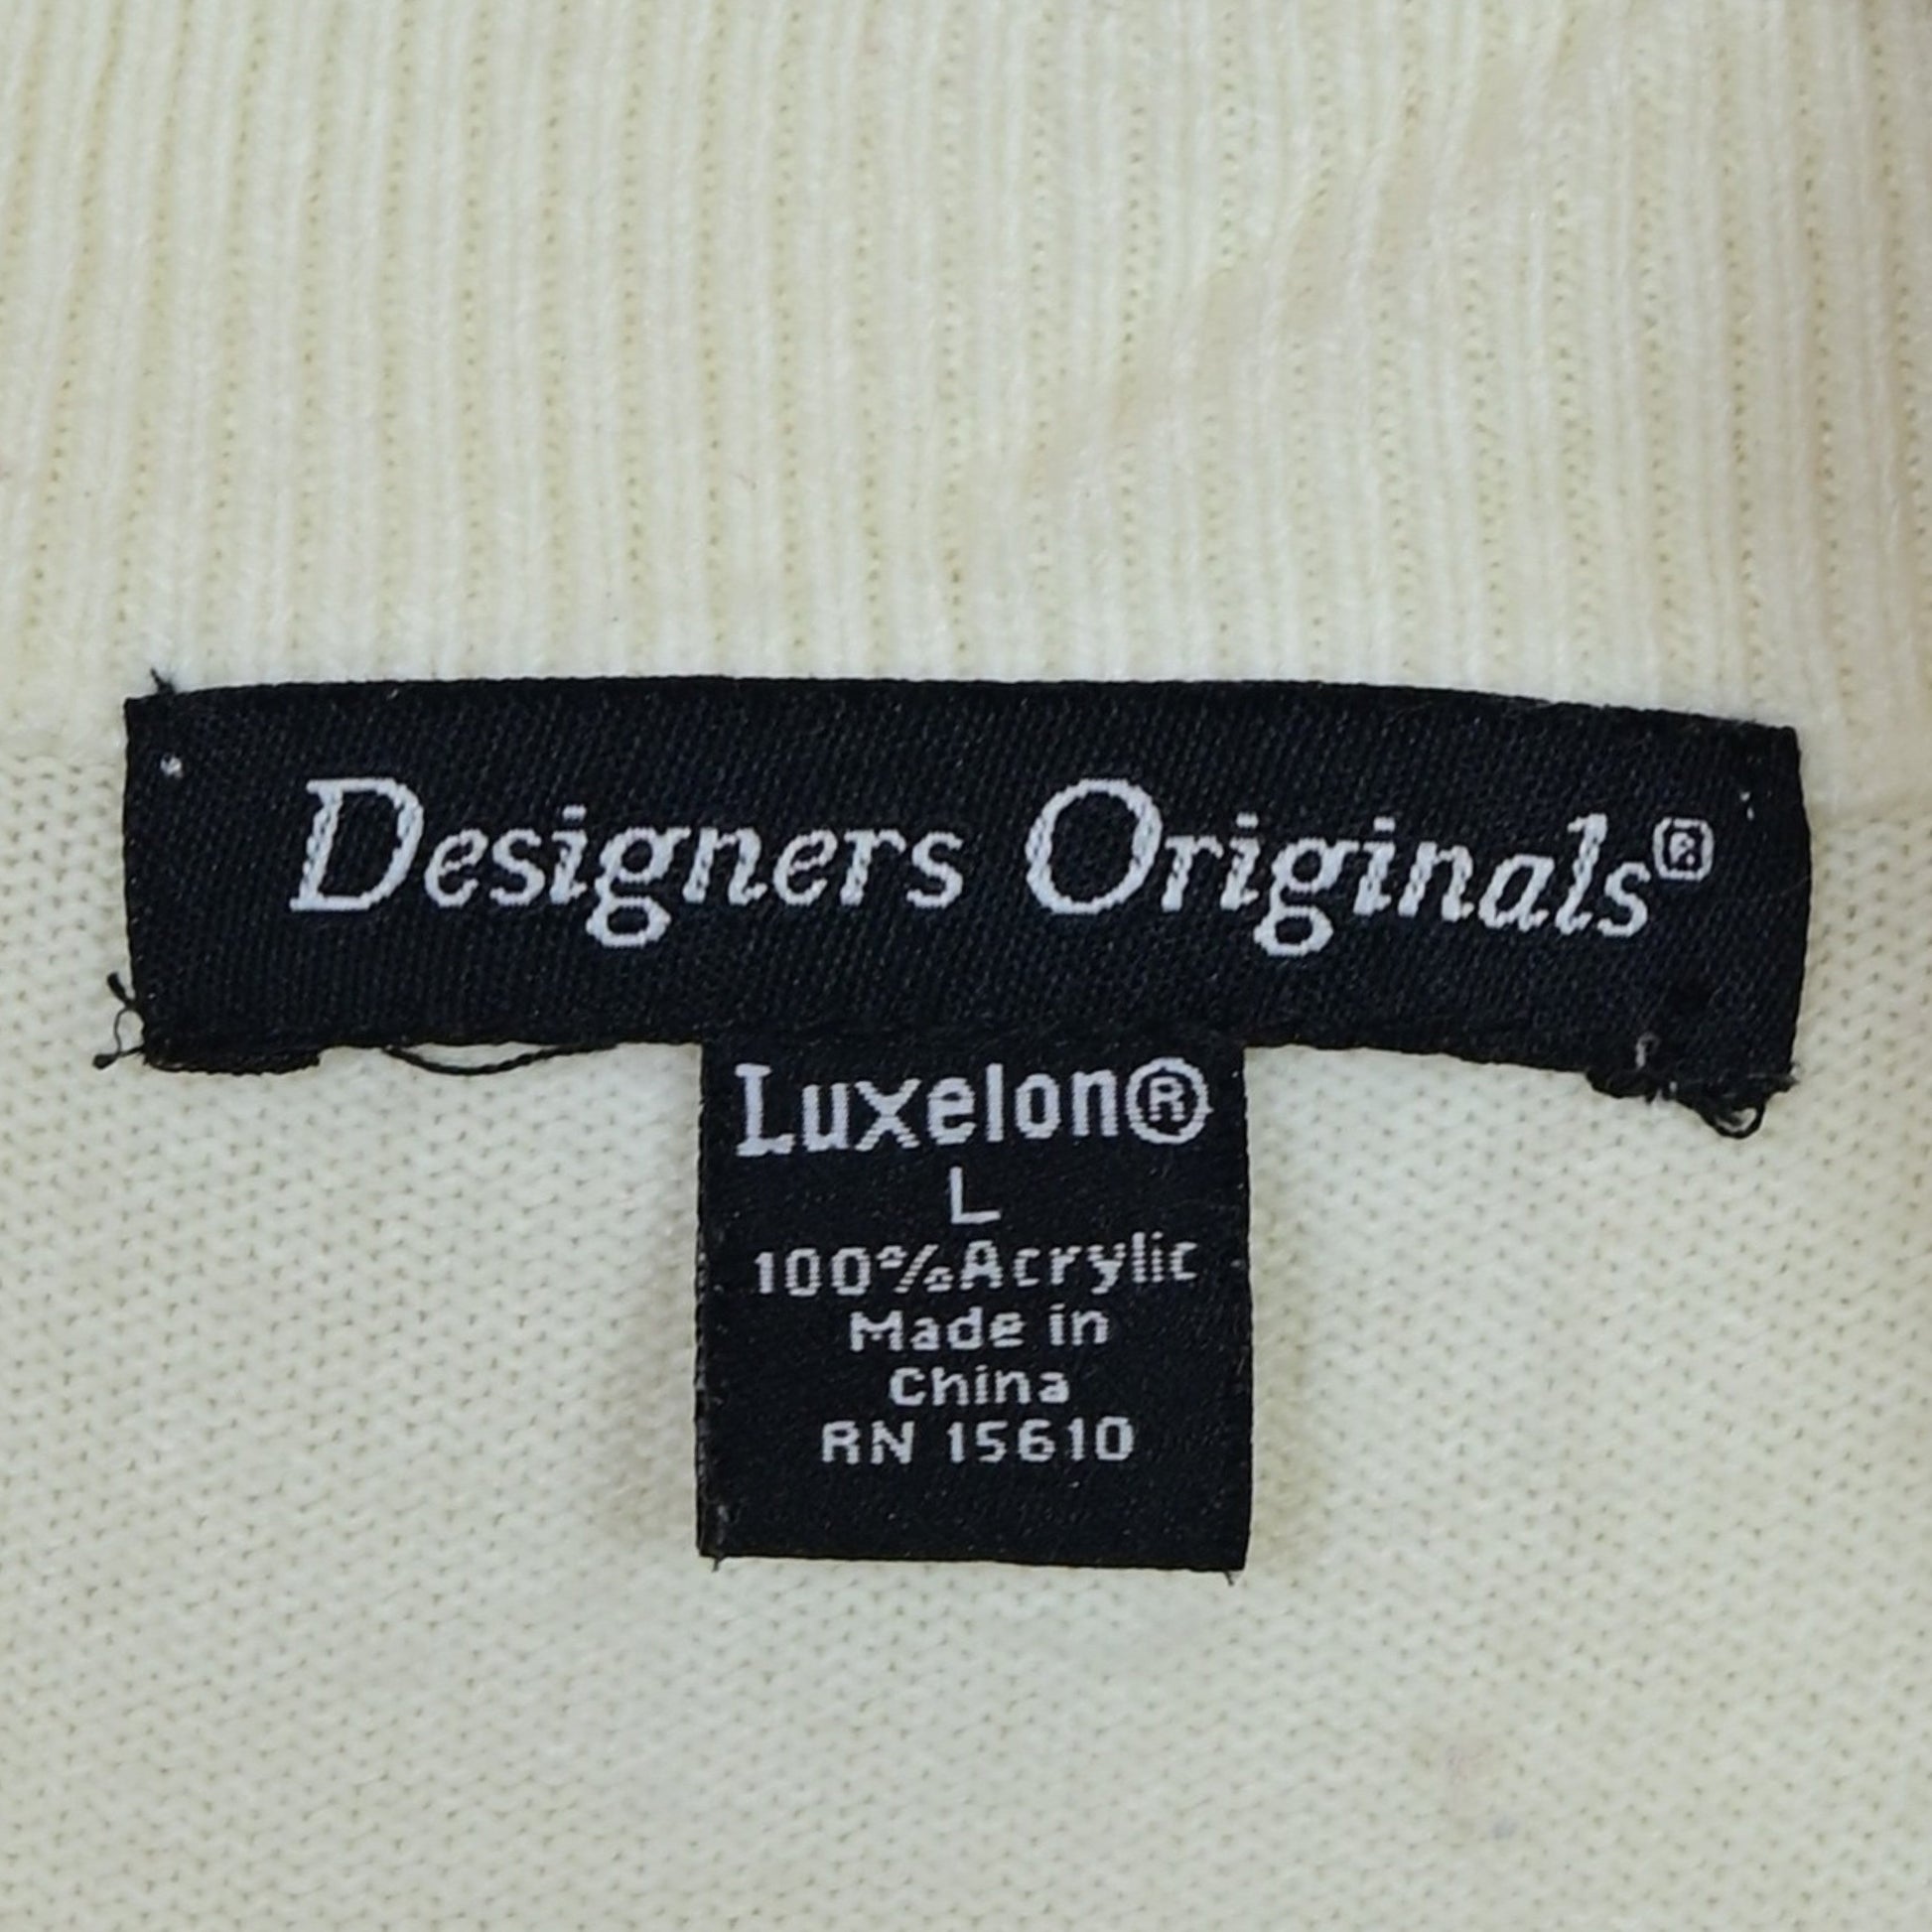 Designers Originals®
Luxelon®
L
100%Acrylic
Made in
China
RN 15610